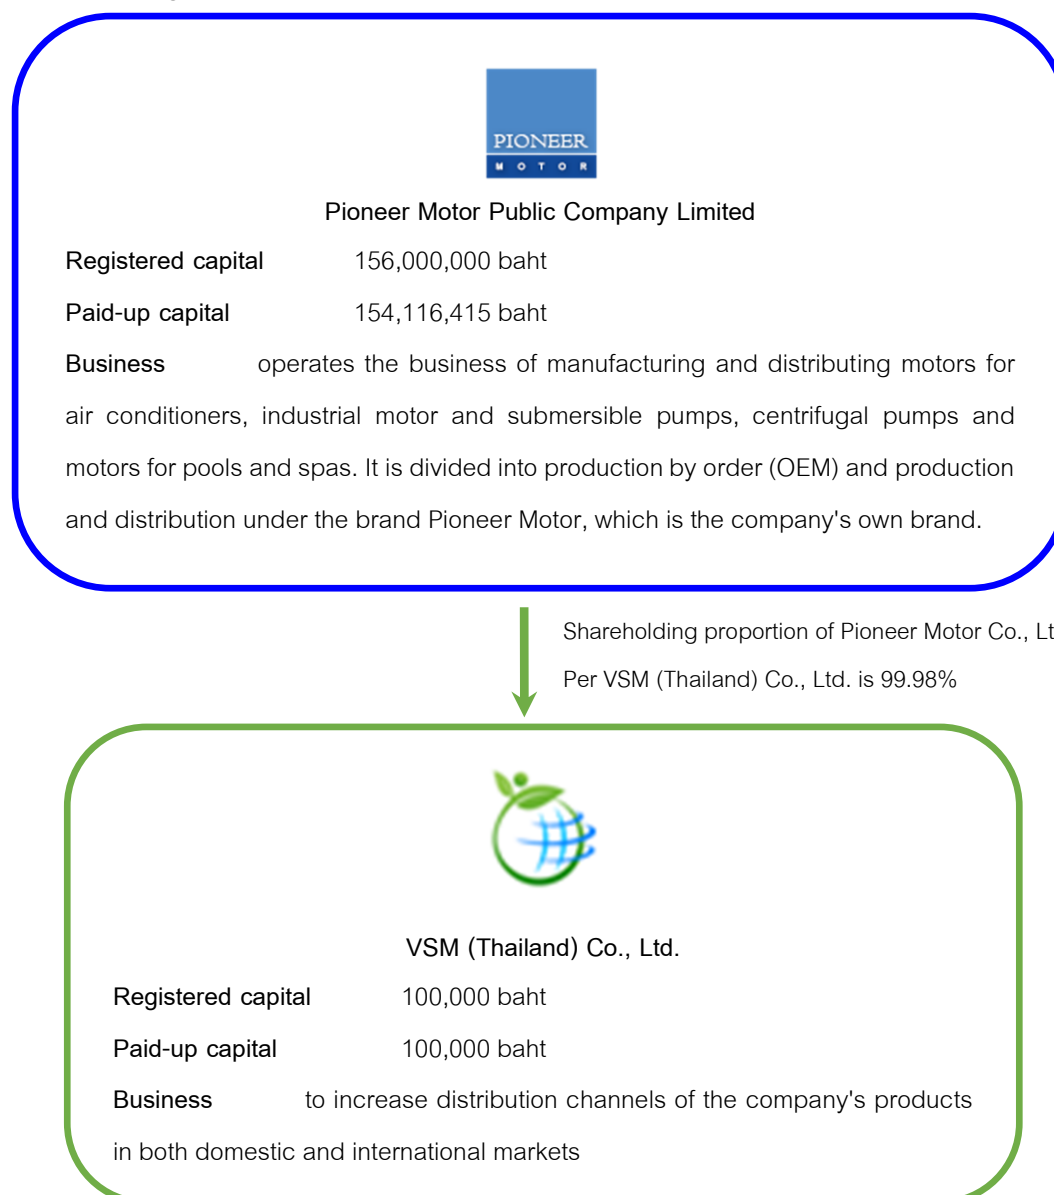 PIONEER
MOTOR
Pioneer Motor Public Company Limited
Registered capital 156,000,000 baht
Paid-up capital 154,116,415 baht
Business operates the business of manufacturing and distributing motors for
air conditioners, industrial motor and submersible pumps, centrifugal pumps and
motors for pools and spas. It is divided into production by order (OEM) and production
and distribution under the brand Pioneer Motor, which is the company's own brand.
Shareholding proportion of Pioneer Motor Co., Lt
Per VSM (Thailand) Co., Ltd. is 99.98%
VSM (Thailand) Co., Ltd.
Registered capital 100,000 baht
Paid-up capital 100,000 baht
Business to increase distribution channels of the company's products
in both domestic and international markets